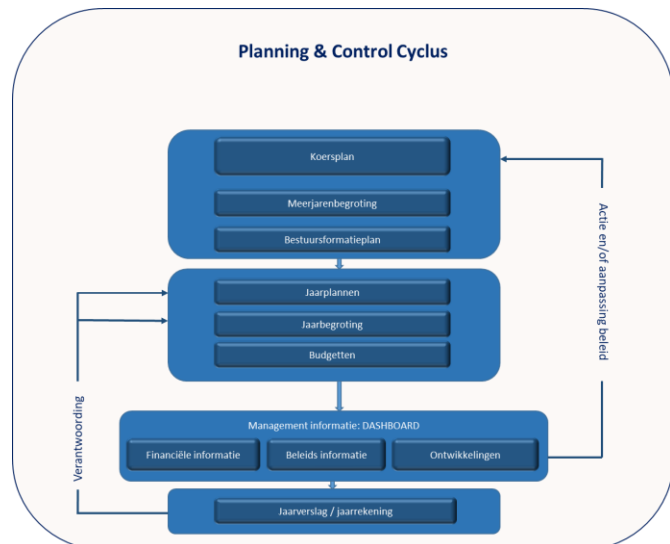 Planning & Control Cyclus
Koersplan
Meerjarenbegroting
Bestuursformatieplan
Jaarplannen
Jaarbegroting
Budgetten
Management informatie: DASHBOARD
Financiële informatie
Beleids informatie
Ontwikkelingen
Jaarverslag / jaarrekening
Verantwoording
Actie en/of aanpassing beleid